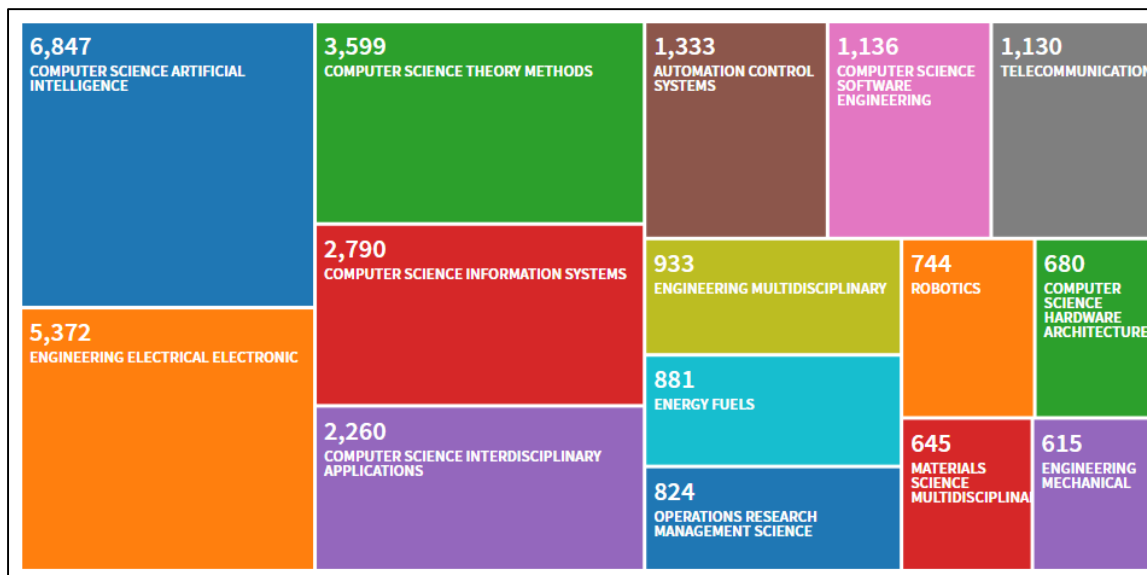 6,847
COMPUTER SCIENCE ARTIFICIAL
INTELLIGENCE
5,372
ENGINEERING ELECTRICAL ELECTRONIC
3,599
COMPUTER SCIENCE THEORY METHODS
2,790
COMPUTER SCIENCE INFORMATION SYSTEMS
2,260
COMPUTER SCIENCE INTERDISCIPLINARY
APPLICATIONS
1,333
AUTOMATION CONTROL
SYSTEMS
1,136
COMPUTER SCIENCE
SOFTWARE
ENGINEERING
1,130
TELECOMMUNICATION
933
ENGINEERING MULTIDISCIPLINARY
881
ENERGY FUELS
824
OPERATIONS RESEARCH
MANAGEMENT SCIENCE
744
ROBOTICS
680
COMPUTER
SCIENCE
HARDWARE
ARCHITECTURE
645
MATERIALS
SCIENCE
MULTIDISCIPLINA
615
ENGINEERING
MECHANICAL